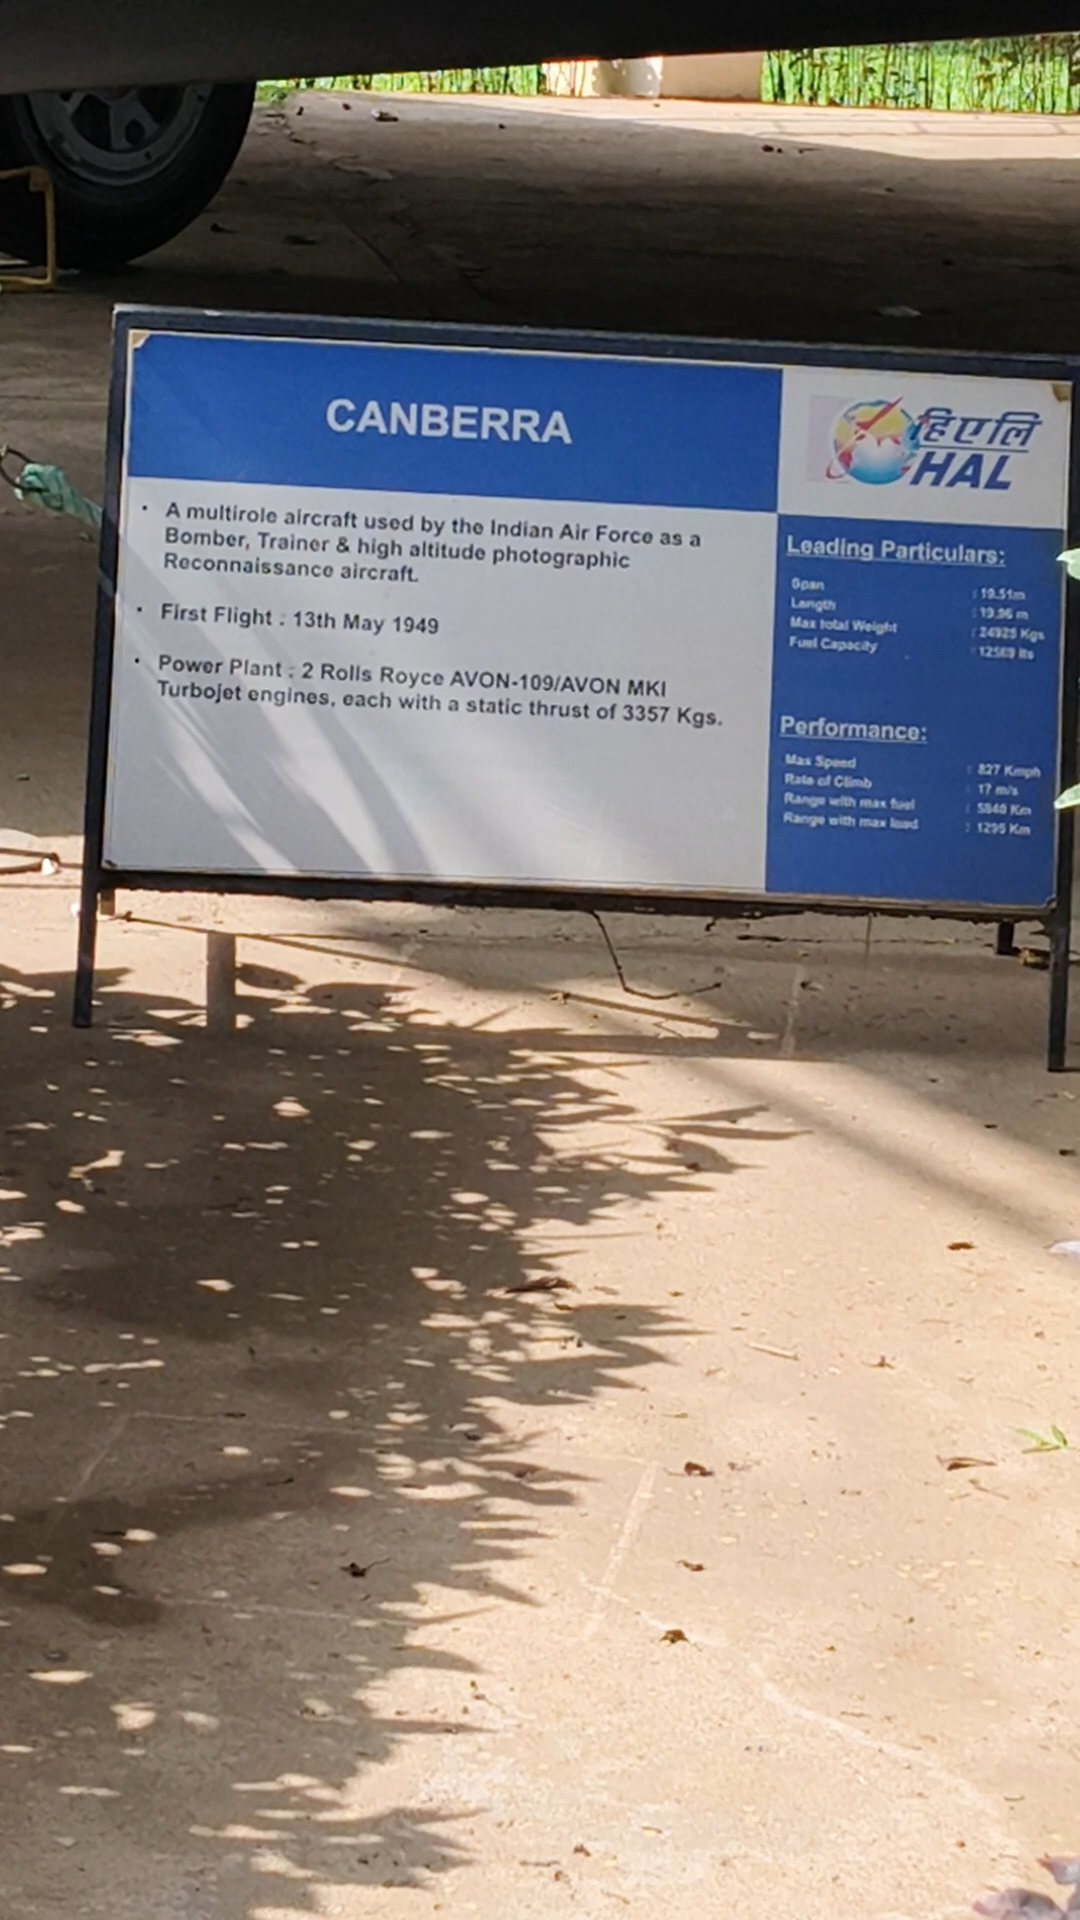 CANBERRA
हिएलि
HAL
• A multirole aircraft used by the Indian Air Force as a
Bomber, Trainer & high altitude photographic
Reconnaissance aircraft.
• First Flight : 13th May 1949
• Power Plant : 2 Rolls Royce AVON-109/AVON MKI
Turbojet engines, each with a static thrust of 3357 Kgs.
Leading Particulars:
Span : 19.51m
Length : 19.96 m
Max total Weight : 24925 Kgs
Fuel Capacity : 12569 lts
Performance:
Max Speed : 827 Kmph
Rate of Climb : 17 m/s
Range with max fuel : 5840 Km
Range with max load : 1295 Km